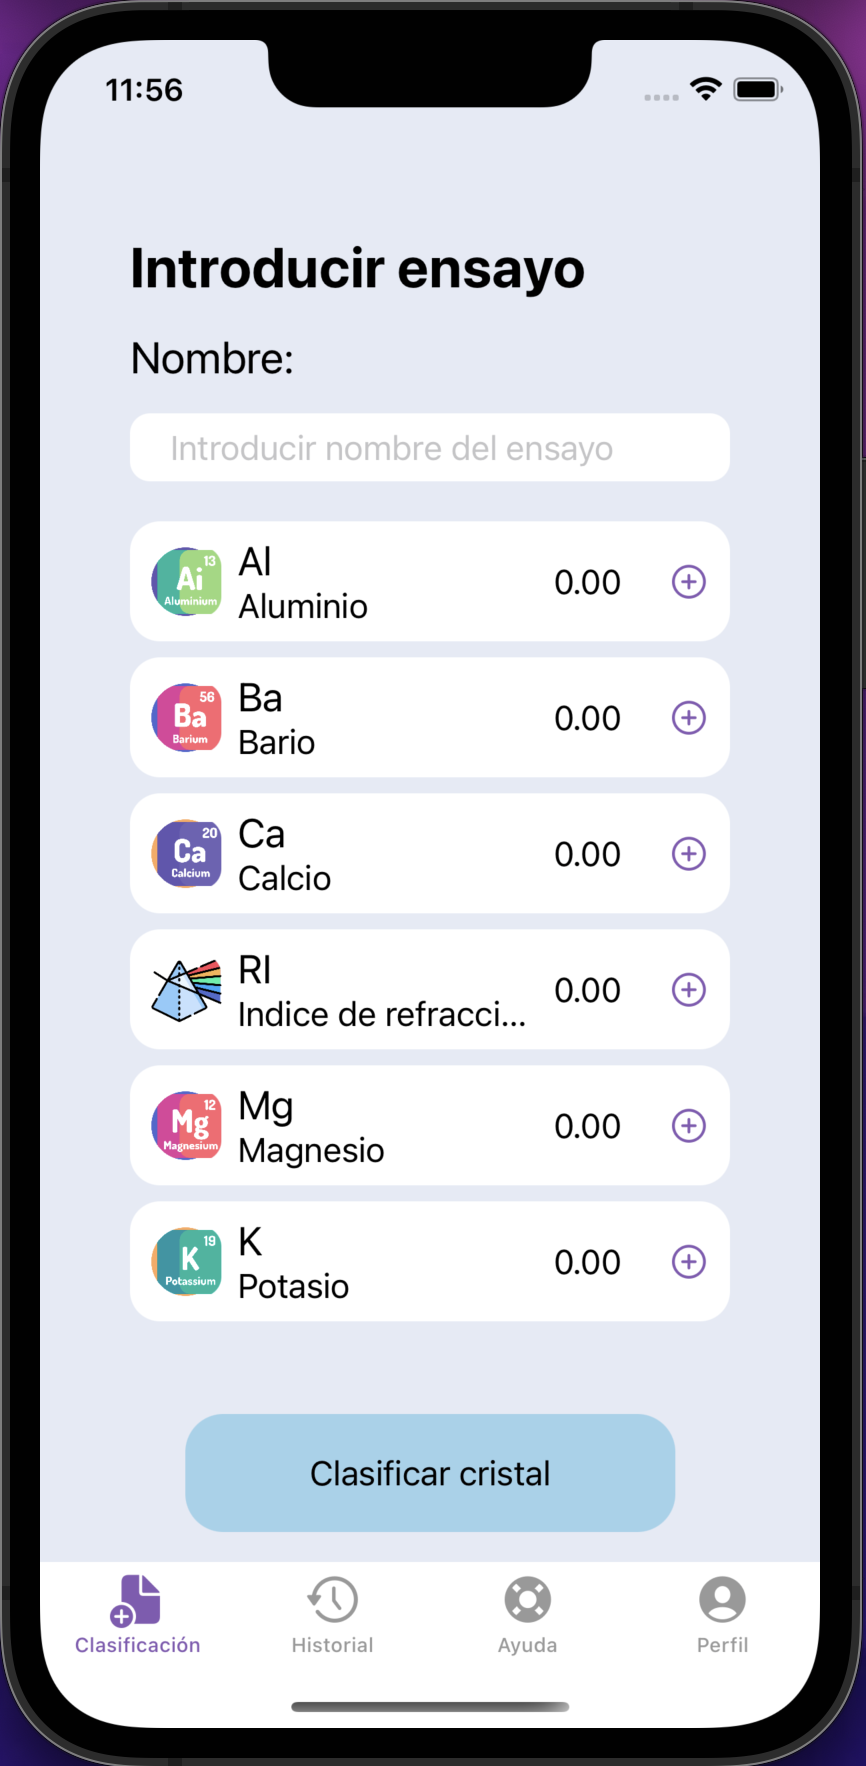 11:56
Introducir ensayo
Nombre:
Introducir nombre del ensayo
13
Ai
Aluminium
Al
Aluminio
0.00
56
Ba
Barium
Ba
Bario
0.00
20
Ca
Calcium
Ca
Calcio
0.00
RI
Indice de refracci...
0.00
12
Mg
Magnesium
Mg
Magnesio
0.00
19
K
Potassium
K
Potasio
0.00
Clasificar cristal
Clasificación
Historial
Ayuda
Perfil